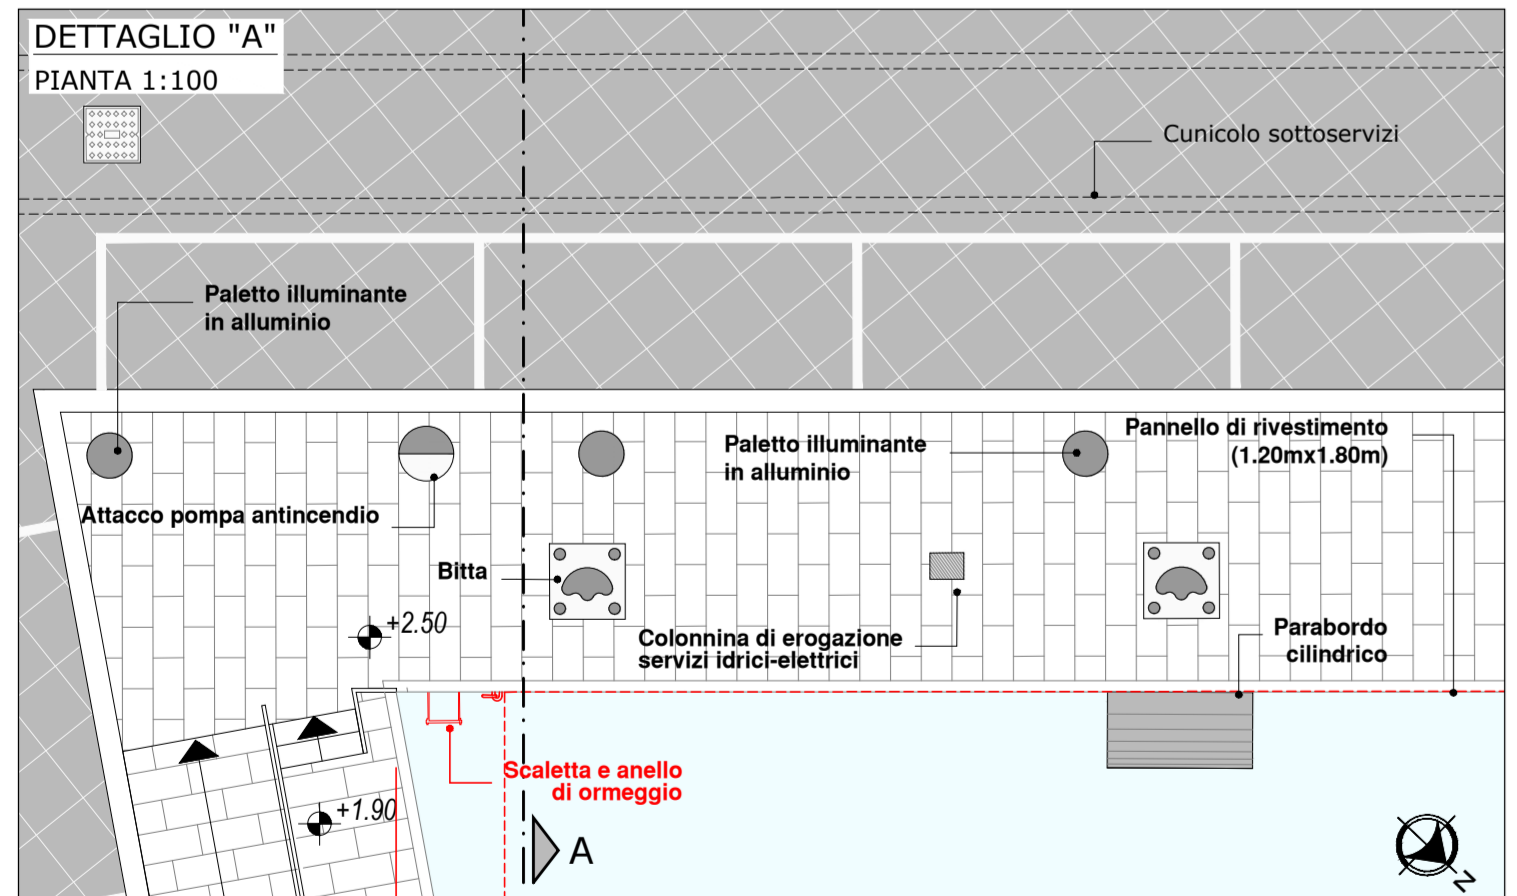 DETTAGLIO "A"
PIANTA 1:100
Cunicolo sottoservizi
Paletto illuminante
in alluminio
Paletto illuminante
in alluminio
Pannello di rivestimento
(1.20mx1.80m)
Attacco pompa antincendio
Bitta
+2.50
Colonnina di erogazione
servizi idrici-elettrici
Parabordo
cilindrico
Scaletta e anello
di ormeggio
+1.90
A
N